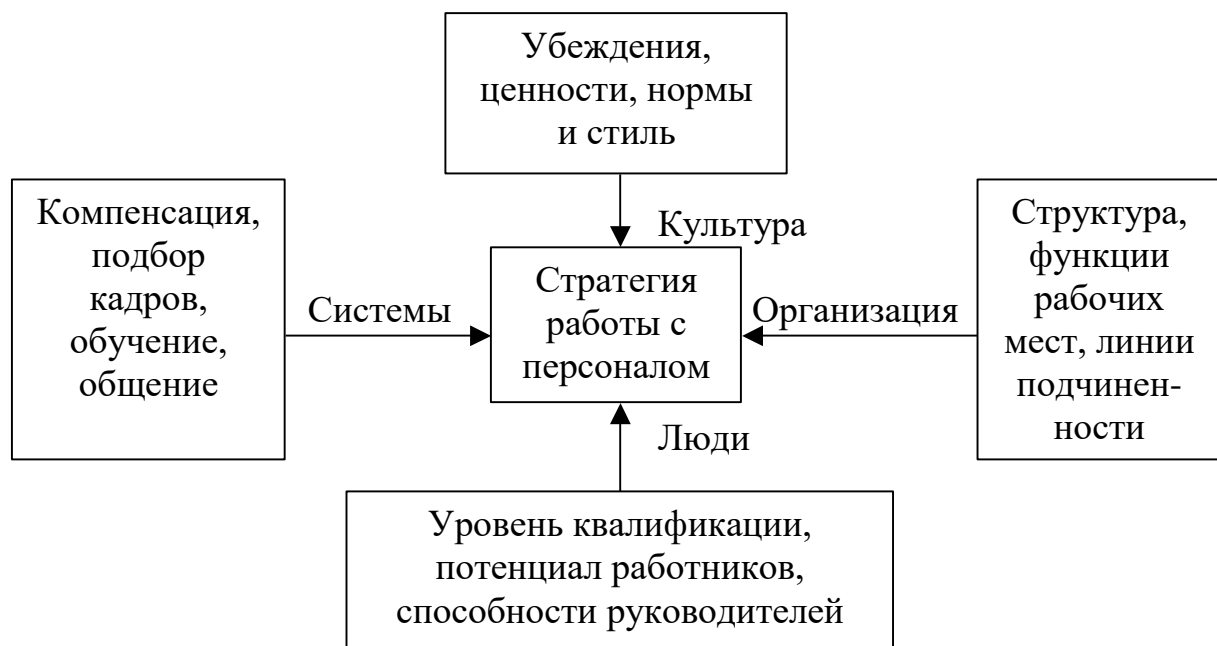 Убеждения,
ценности, нормы
и стиль
Культура
Компенсация,
подбор
кадров,
обучение,
общение
Системы
Стратегия
работы с
персоналом
Организация
Структура,
функции
рабочих
мест, линии
подчинен-
ности
Люди
Уровень квалификации,
потенциал работников,
способности руководителей